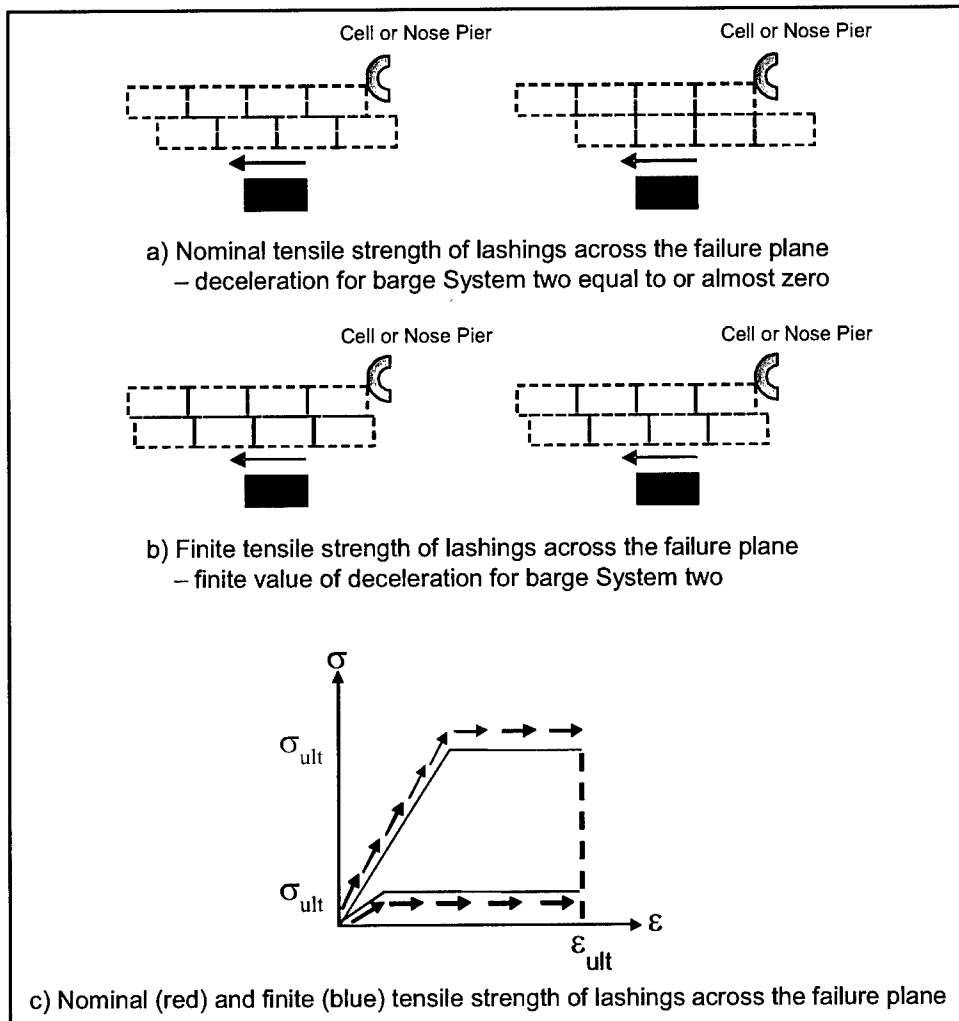 Cell or Nose Pier
Cell or Nose Pier
a) Nominal tensile strength of lashings across the failure plane
– deceleration for barge System two equal to or almost zero
Cell or Nose Pier
Cell or Nose Pier
b) Finite tensile strength of lashings across the failure plane
– finite value of deceleration for barge System two
σ
σult
σult
ε
εult
c) Nominal (red) and finite (blue) tensile strength of lashings across the failure plane